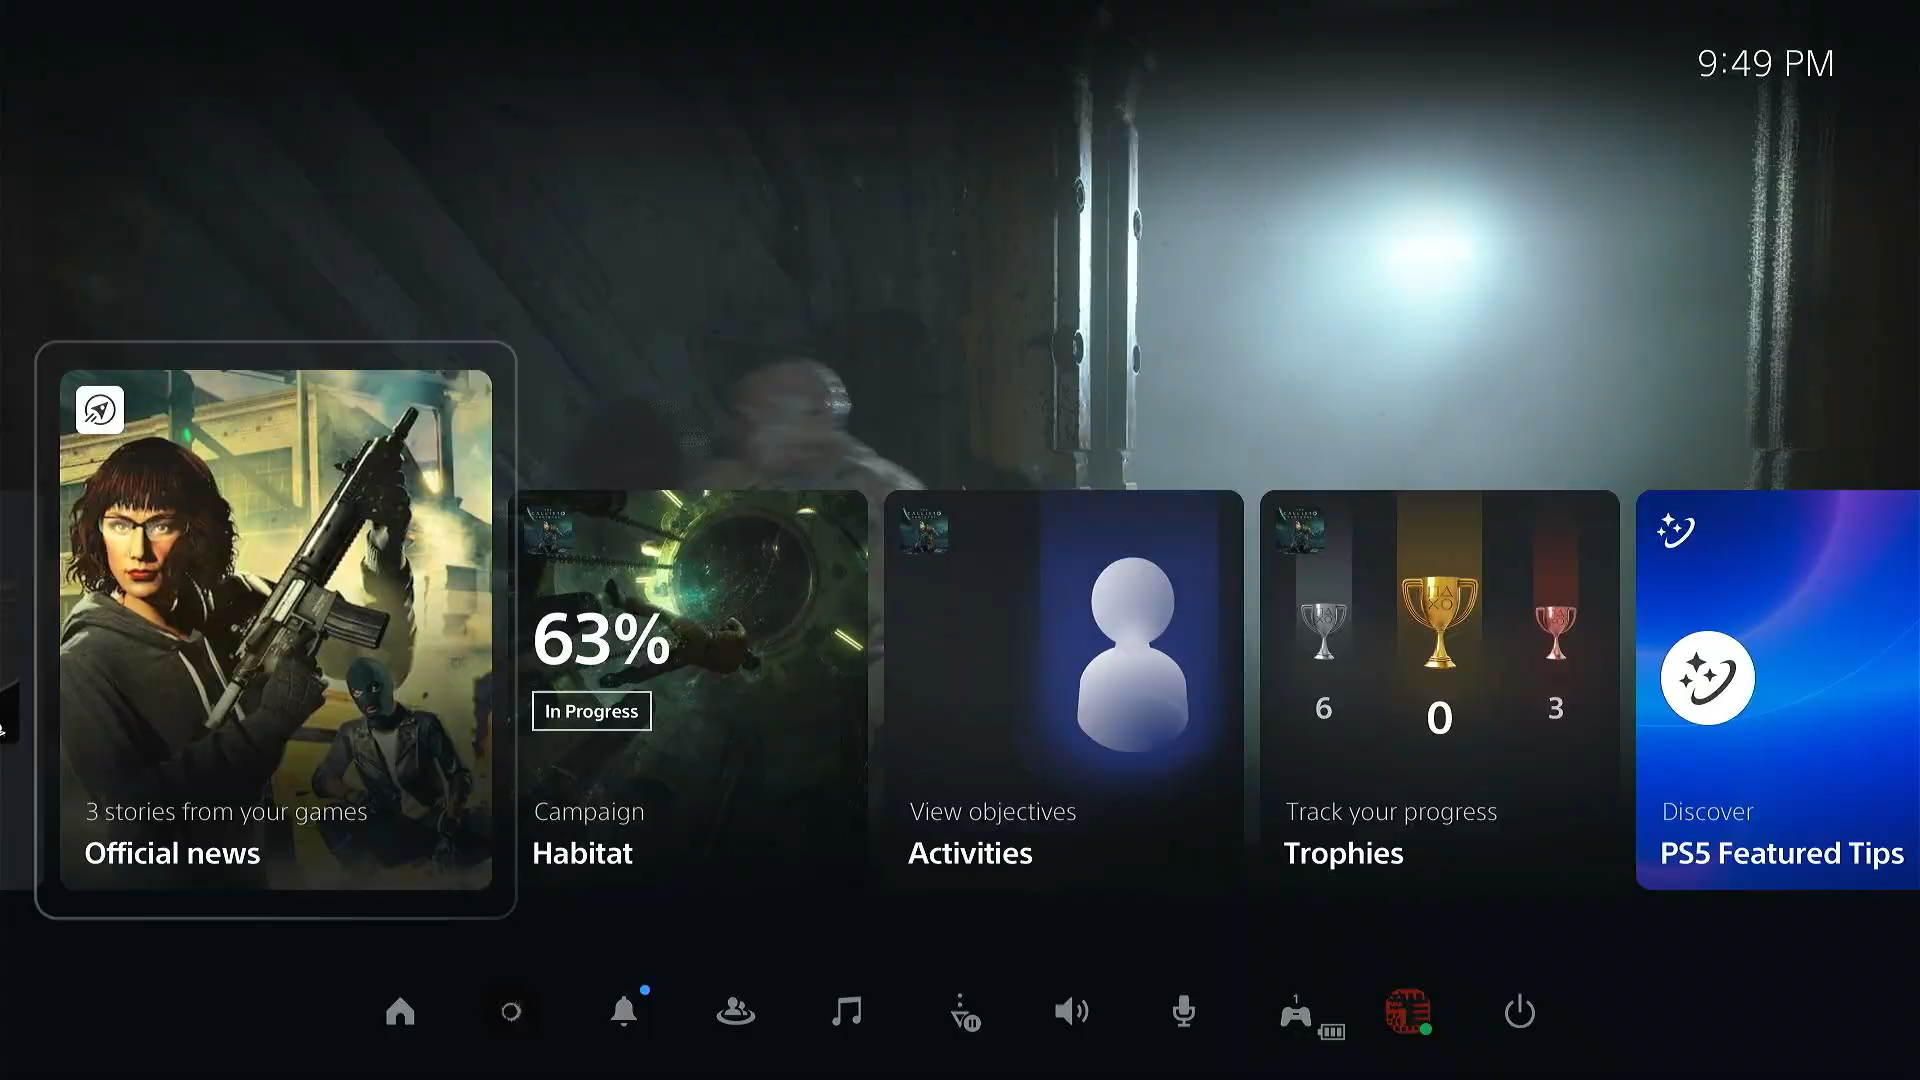 9:49 PM
3 stories from your games
Official news
63%
In Progress
Campaign
Habitat
View objectives
Activities
6
0
3
Track your progress
Trophies
Discover
PS5 Featured Tips
1